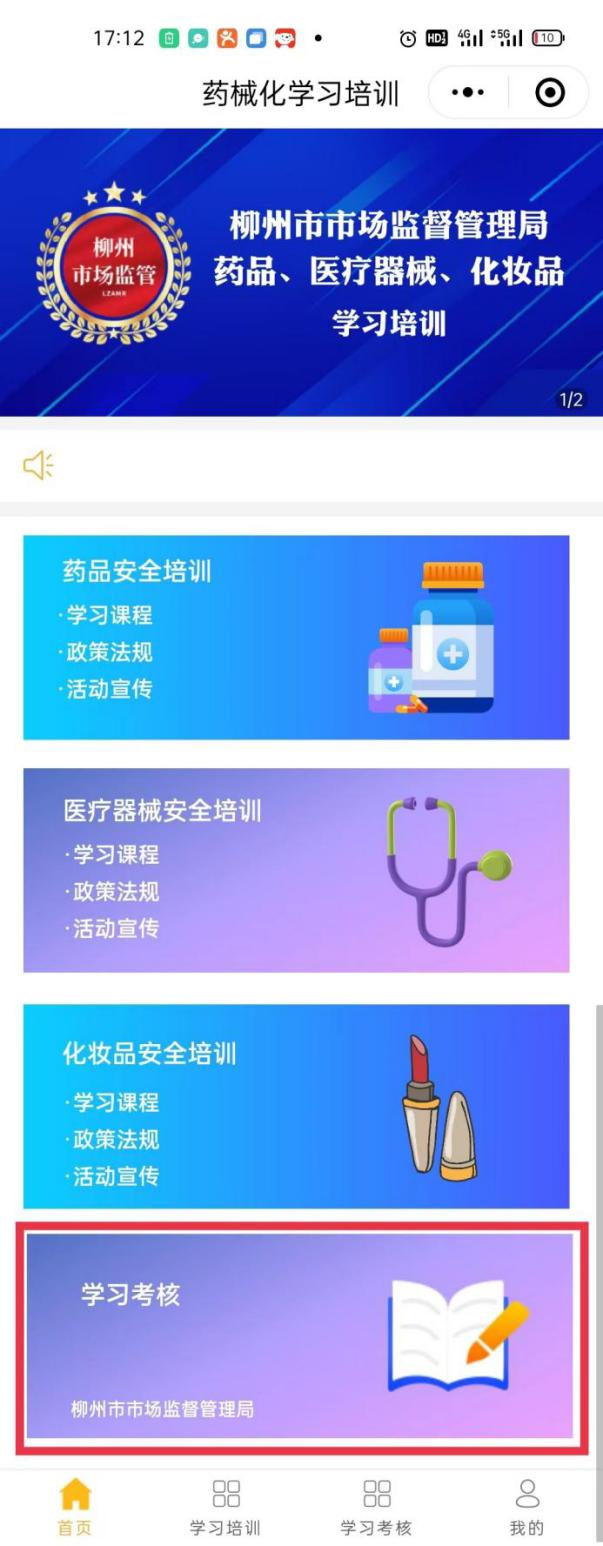 17:12
HD2 4G 5G 10
药械化学习培训
柳州
市场监管
LZAMR
柳州市市场监督管理局
药品、医疗器械、化妆品
学习培训
1/2
药品安全培训
·学习课程
·政策法规
·活动宣传
医疗器械安全培训
·学习课程
·政策法规
·活动宣传
化妆品安全培训
·学习课程
·政策法规
·活动宣传
学习考核
柳州市市场监督管理局
首页
学习培训
学习考核
我的